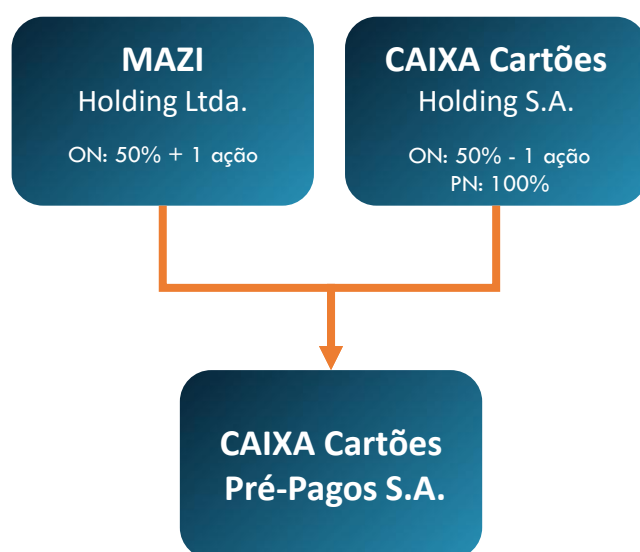 MAZI
Holding Ltda.
ON: 50% + 1 ação
CAIXA Cartões
Holding S.A.
ON: 50% - 1 ação
PN: 100%
CAIXA Cartões
Pré-Pagos S.A.